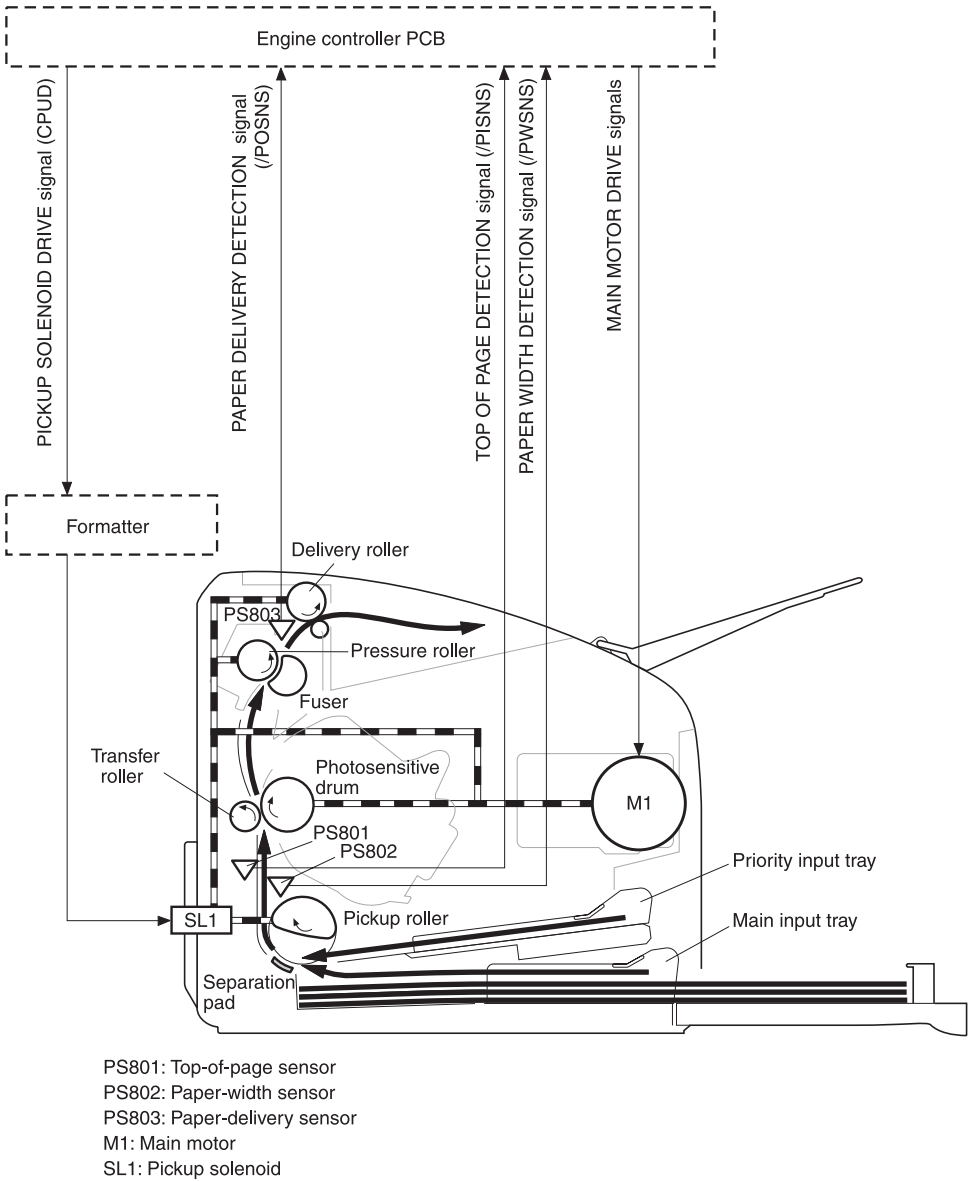 Engine controller PCB
PICKUP SOLENOID DRIVE signal (CPUD)
PAPER DELIVERY DETECTION signal
(/POSNS)
TOP OF PAGE DETECTION signal (/PISNS)
PAPER WIDTH DETECTION signal (/PWSNS)
MAIN MOTOR DRIVE signals
Formatter
Delivery roller
PS803
Pressure roller
Fuser
Transfer
roller
Photosensitive
drum
M1
PS801
PS802
Priority input tray
SL1
Pickup roller
Main input tray
Separation
pad
PS801: Top-of-page sensor
PS802: Paper-width sensor
PS803: Paper-delivery sensor
M1: Main motor
SL1: Pickup solenoid